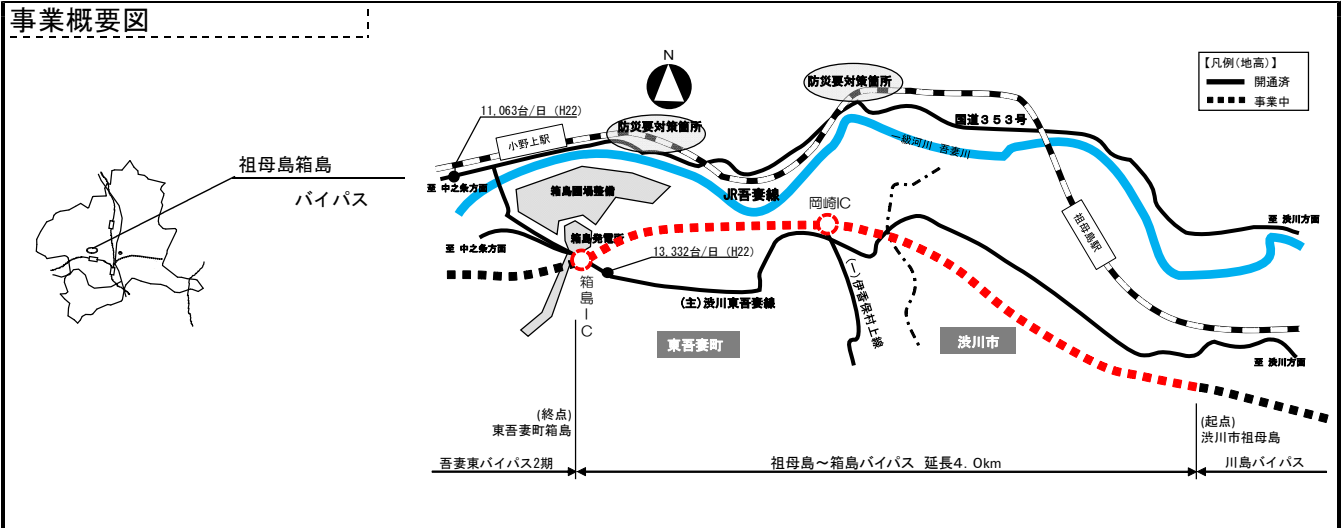 事業概要図
N
【凡例(地高)】
開通済
事業中
防災要対策箇所
11,063台/日 (H22)
防災要対策箇所
国道353号
小野上駅
一級河川 吾妻川
祖母島箱島
バイパス
至 中之条方面
箱島圃場整備
JR吾妻線
岡崎IC
祖母島駅
至 渋川方面
箱島発電所
至 中之条方面
13,332台/日 (H22)
箱島IC
(主)渋川東吾妻線
(一)伊香保村上線
東吾妻町
渋川市
至 渋川方面
(終点)
東吾妻町箱島
(起点)
渋川市祖母島
吾妻東バイパス2期
祖母島～箱島バイパス 延長4.0km
川島バイパス